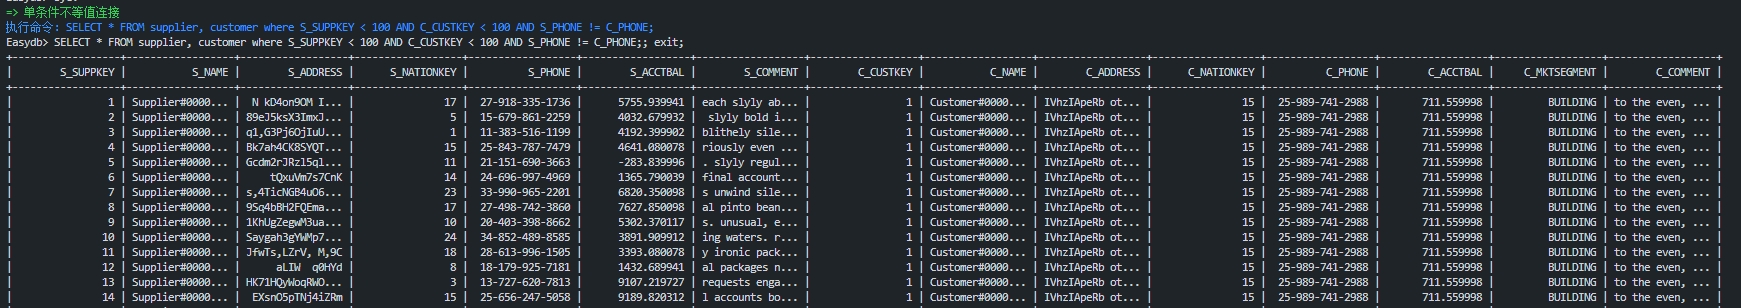 => 单条件不等值连接
执行命令: SELECT * FROM supplier, customer where S_SUPPKEY < 100 AND C_CUSTKEY < 100 AND S_PHONE != C_PHONE;
Easydb> SELECT * FROM supplier, customer where S_SUPPKEY < 100 AND C_CUSTKEY < 100 AND S_PHONE != C_PHONE;; exit;
| S_SUPPKEY | S_NAME | S_ADDRESS | S_NATIONKEY | S_PHONE | S_ACCTBAL | S_COMMENT | C_CUSTKEY | C_NAME | C_ADDRESS | C_NATIONKEY | C_PHONE | C_ACCTBAL | C_MKTSEGMENT | C_COMMENT |
| 1 | Supplier#0000... | N kD4on9OM I... | 17 | 27-918-335-1736 | 5755.939941 | each slyly ab... | 1 | Customer#0000... | IVhzIApeRb ot... | 15 | 25-989-741-2988 | 711.559998 | BUILDING | to the even, ... |
| 2 | Supplier#0000... | 89eJ5ksX3ImxJ... | 5 | 15-679-861-2259 | 4032.679932 | slyly bold i... | 1 | Customer#0000... | IVhzIApeRb ot... | 15 | 25-989-741-2988 | 711.559998 | BUILDING | to the even, ... |
| 3 | Supplier#0000... | q1,G3Pj6OjIuU... | 1 | 11-383-516-1199 | 4192.399902 | blithely sile... | 1 | Customer#0000... | IVhzIApeRb ot... | 15 | 25-989-741-2988 | 711.559998 | BUILDING | to the even, ... |
| 4 | Supplier#0000... | Bk7ah4CK8SYQT... | 15 | 25-843-787-7479 | 4641.080078 | riously even ... | 1 | Customer#0000... | IVhzIApeRb ot... | 15 | 25-989-741-2988 | 711.559998 | BUILDING | to the even, ... |
| 5 | Supplier#0000... | Gcdm2rJRzl5ql... | 11 | 21-151-690-3663 | -283.839996 | . slyly regul... | 1 | Customer#0000... | IVhzIApeRb ot... | 15 | 25-989-741-2988 | 711.559998 | BUILDING | to the even, ... |
| 6 | Supplier#0000... | tQxuVm7s7CnK | 14 | 24-696-997-4969 | 1365.790039 | final account... | 1 | Customer#0000... | IVhzIApeRb ot... | 15 | 25-989-741-2988 | 711.559998 | BUILDING | to the even, ... |
| 7 | Supplier#0000... | s,4TicNGB4uO6... | 23 | 33-990-965-2201 | 6820.350098 | s unwind sile... | 1 | Customer#0000... | IVhzIApeRb ot... | 15 | 25-989-741-2988 | 711.559998 | BUILDING | to the even, ... |
| 8 | Supplier#0000... | 9Sq4bBH2FQEma... | 17 | 27-498-742-3860 | 7627.850098 | al pinto bean... | 1 | Customer#0000... | IVhzIApeRb ot... | 15 | 25-989-741-2988 | 711.559998 | BUILDING | to the even, ... |
| 9 | Supplier#0000... | 1KhUgZegwM3ua... | 10 | 20-403-398-8662 | 5302.370117 | s. unusual, e... | 1 | Customer#0000... | IVhzIApeRb ot... | 15 | 25-989-741-2988 | 711.559998 | BUILDING | to the even, ... |
| 10 | Supplier#0000... | Saygah3gYWMp7... | 24 | 34-852-489-8585 | 3891.909912 | ing waters. r... | 1 | Customer#0000... | IVhzIApeRb ot... | 15 | 25-989-741-2988 | 711.559998 | BUILDING | to the even, ... |
| 11 | Supplier#0000... | JfwTs,LZrV, M,9C | 18 | 28-613-996-1505 | 3393.080078 | y ironic pack... | 1 | Customer#0000... | IVhzIApeRb ot... | 15 | 25-989-741-2988 | 711.559998 | BUILDING | to the even, ... |
| 12 | Supplier#0000... | aLIW  q0HYd | 8 | 18-179-925-7181 | 1432.689941 | al packages n... | 1 | Customer#0000... | IVhzIApeRb ot... | 15 | 25-989-741-2988 | 711.559998 | BUILDING | to the even, ... |
| 13 | Supplier#0000... | HK71HQyWoqRWO... | 3 | 13-727-620-7813 | 9107.219727 | requests enga... | 1 | Customer#0000... | IVhzIApeRb ot... | 15 | 25-989-741-2988 | 711.559998 | BUILDING | to the even, ... |
| 14 | Supplier#0000... | EXsnO5pTNj4iZRm | 15 | 25-656-247-5058 | 9189.820312 | l accounts bo... | 1 | Customer#0000... | IVhzIApeRb ot... | 15 | 25-989-741-2988 | 711.559998 | BUILDING | to the even, ... |